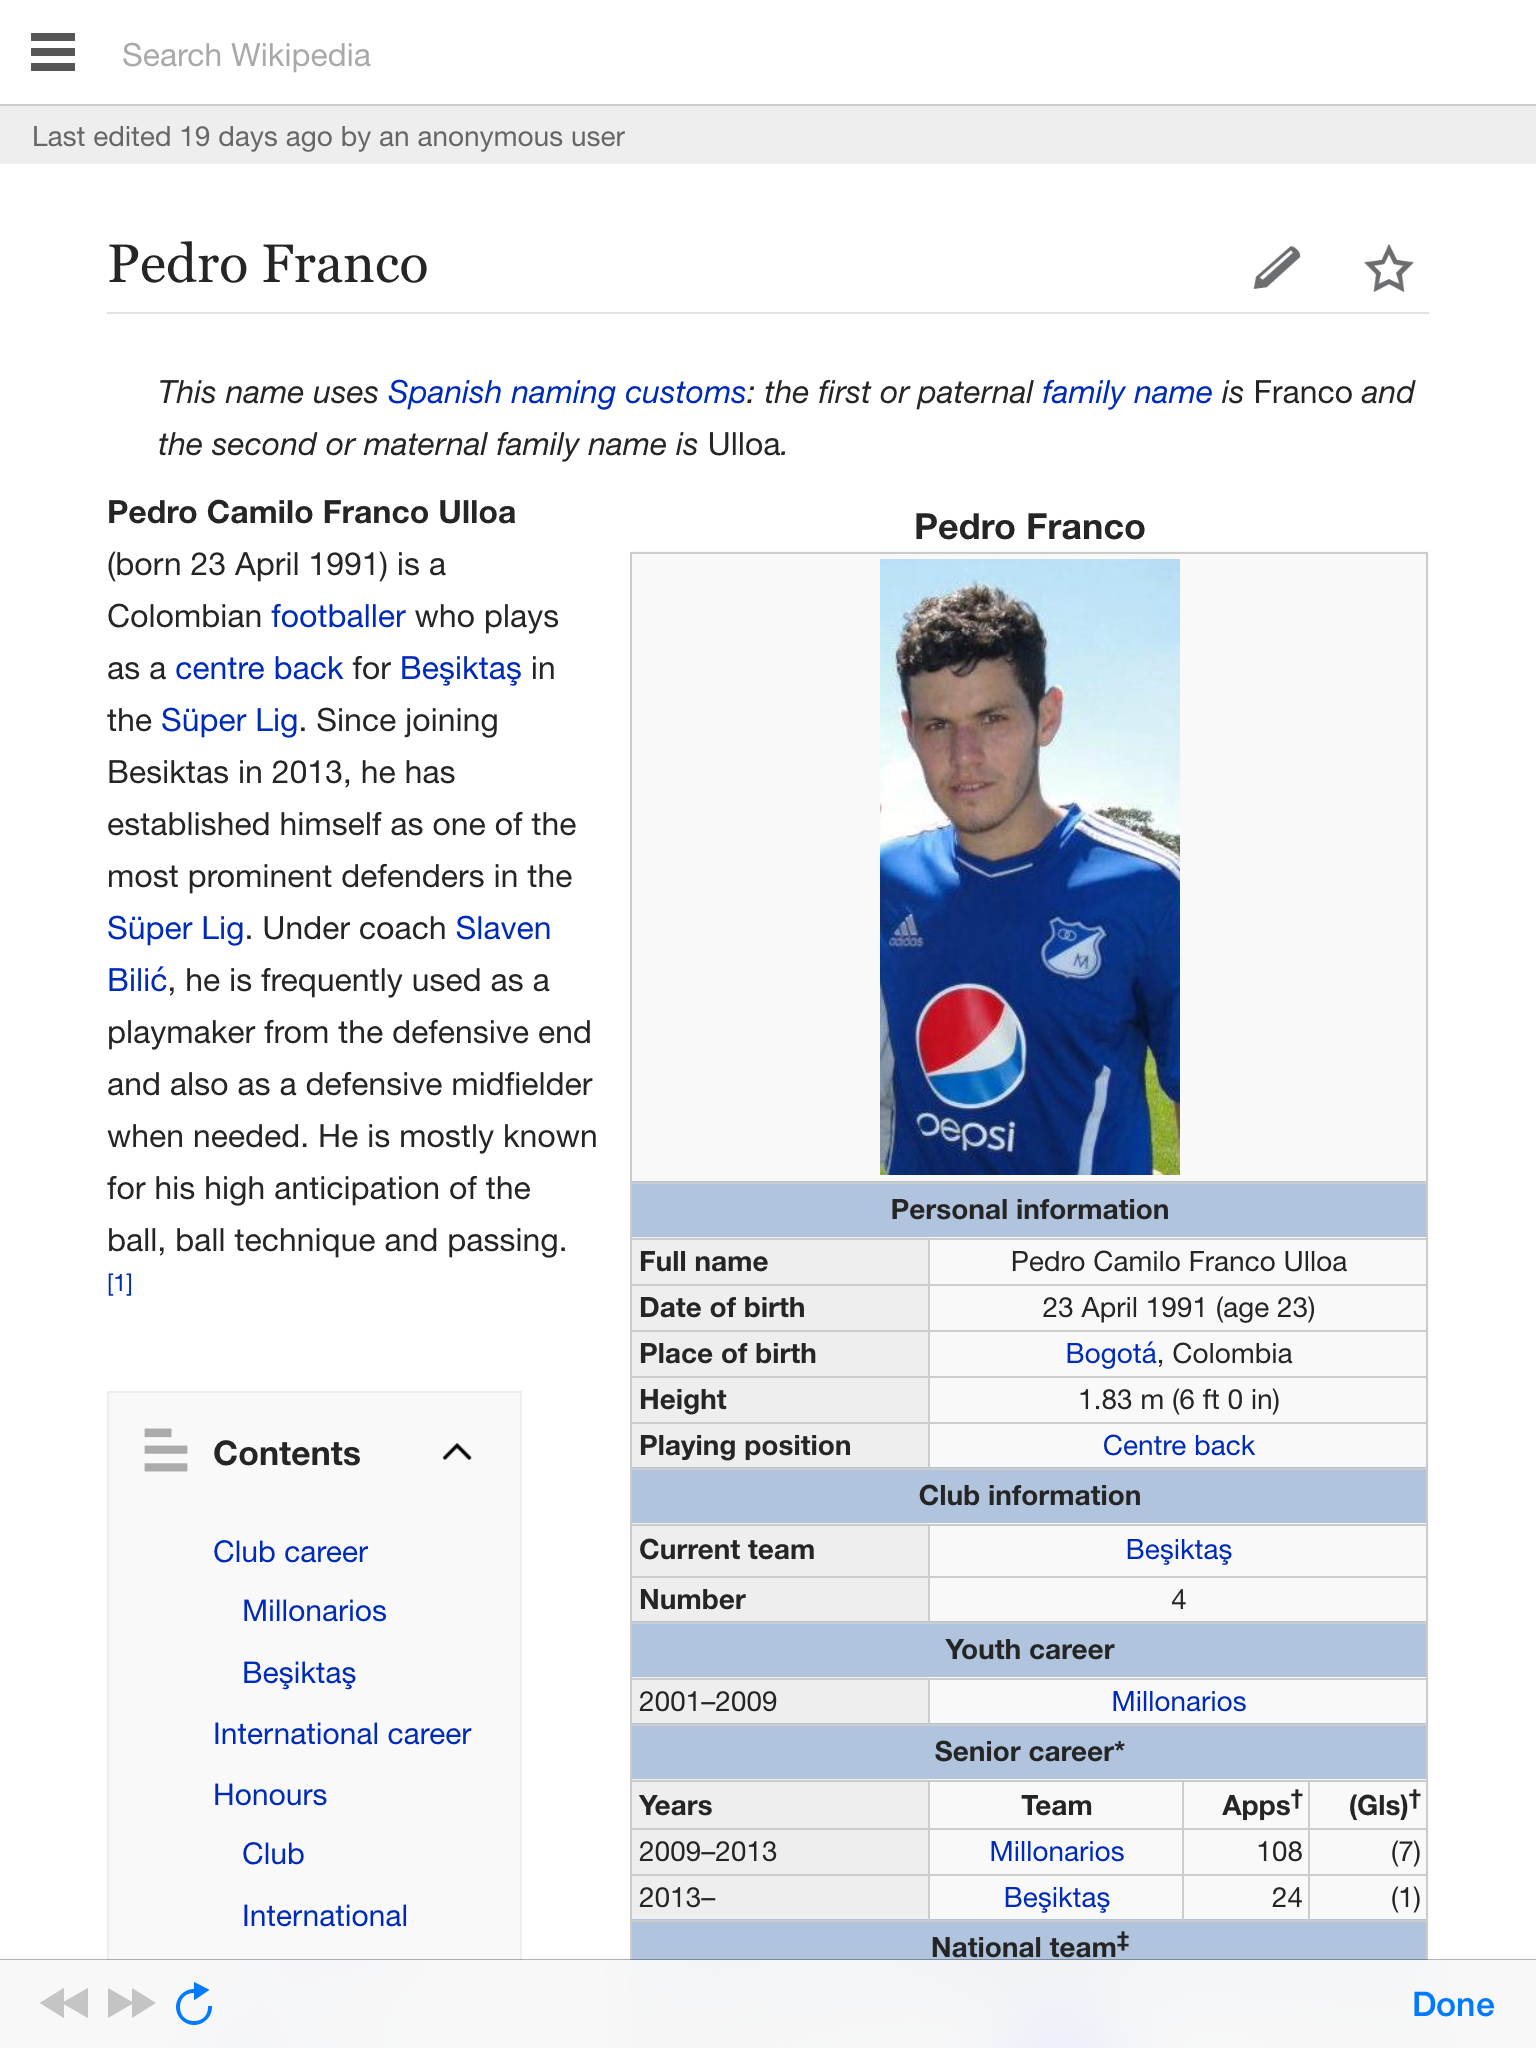 Search Wikipedia
Last edited 19 days ago by an anonymous user
Pedro Franco
This name uses Spanish naming customs: the first or paternal family name is Franco and
the second or maternal family name is Ulloa.
Pedro Camilo Franco Ulloa
(born 23 April 1991) is a
Colombian footballer who plays
as a centre back for Beşiktaş in
the Süper Lig. Since joining
Besiktas in 2013, he has
established himself as one of the
most prominent defenders in the
Süper Lig. Under coach Slaven
Bilić, he is frequently used as a
playmaker from the defensive end
and also as a defensive midfielder
when needed. He is mostly known
for his high anticipation of the
ball, ball technique and passing.
[1]
Contents
Club career
Millonarios
Beşiktaş
International career
Honours
Club
International
Pedro Franco
adidas
M
pepsi
Personal information
Full name Pedro Camilo Franco Ulloa
Date of birth 23 April 1991 (age 23)
Place of birth Bogotá, Colombia
Height 1.83 m (6 ft 0 in)
Playing position Centre back
Club information
Current team Beşiktaş
Number 4
Youth career
2001–2009 Millonarios
Senior career*
Years Team Apps† (Gls)†
2009–2013 Millonarios 108 (7)
2013– Beşiktaş 24 (1)
National team‡
Done